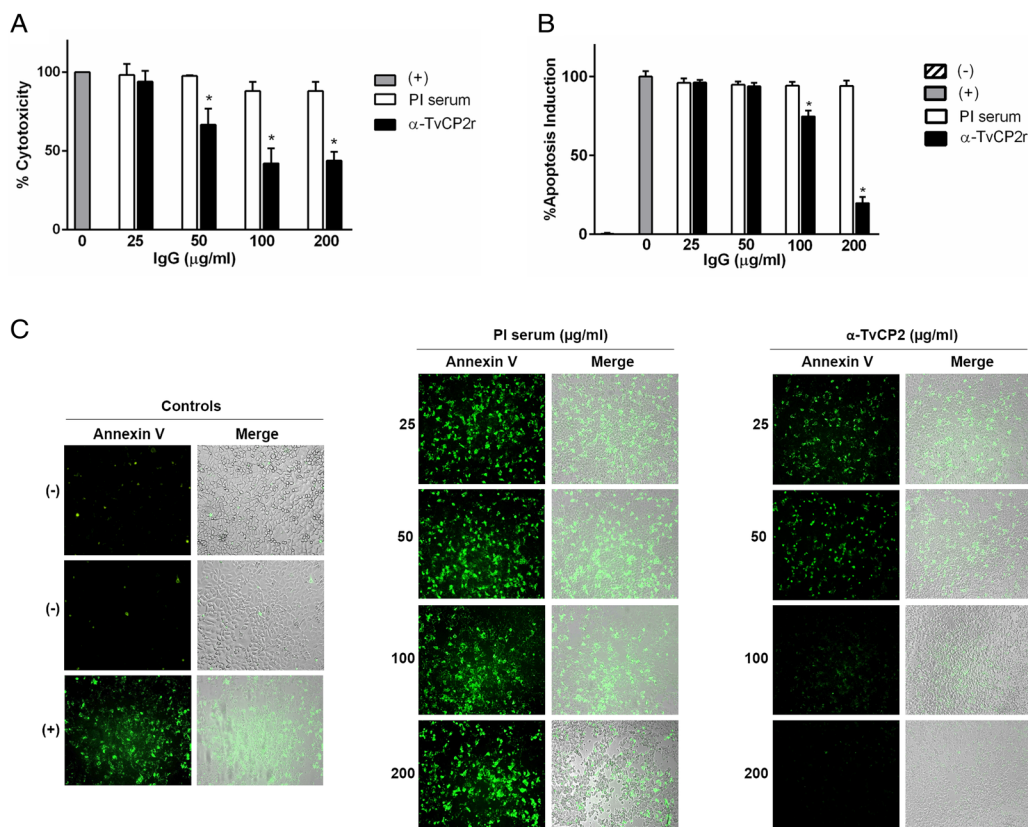 A
% Cytotoxicity
100
50
0
0 25 50 100 200
IgG (µg/ml)
* * *
(+)
PI serum
α-TvCP2r
B
%Apoptosis Induction
100
50
0
0 25 50 100 200
IgG (µg/ml)
* *
(-)
(+)
PI serum
α-TvCP2r
C
Controls
Annexin V Merge
(-)
(-)
(+)
PI serum (µg/ml)
Annexin V Merge
25
50
100
200
α-TvCP2 (µg/ml)
Annexin V Merge
25
50
100
200